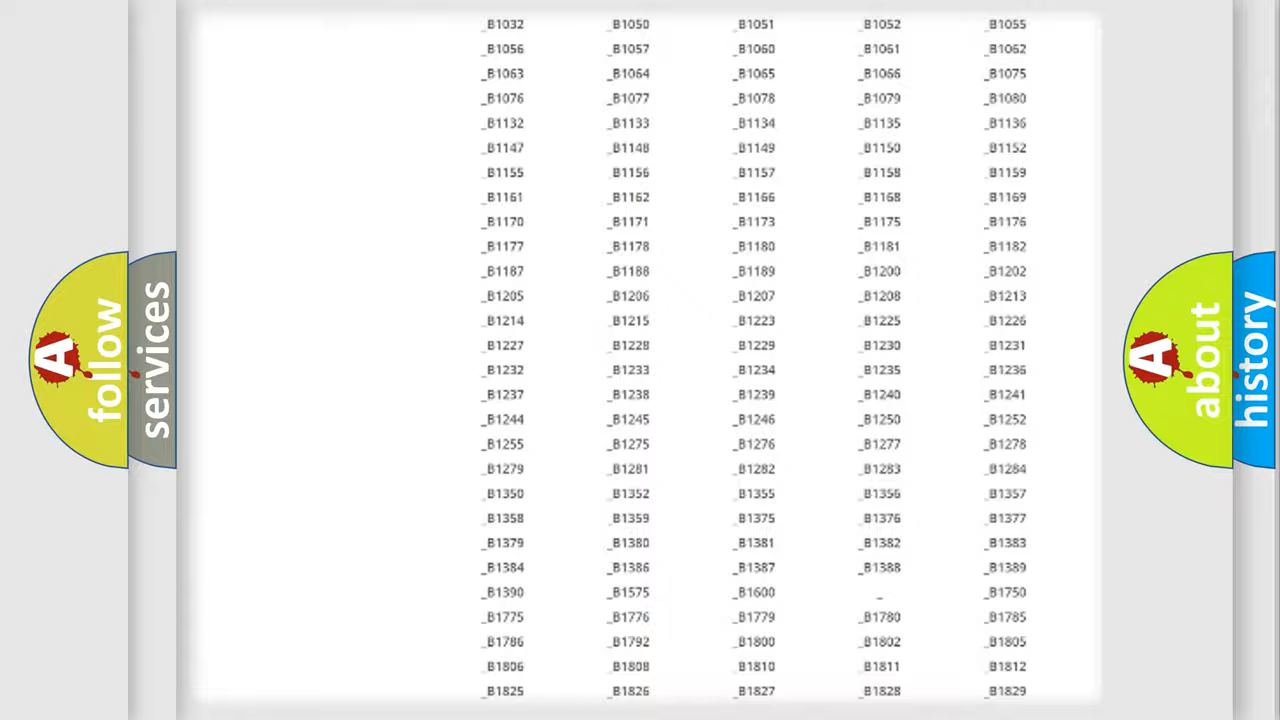 _B1032 _B1050 _B1051 _B1052 _B1055
_B1056 _B1057 _B1060 _B1061 _B1062
_B1063 _B1064 _B1065 _B1066 _B1075
_B1076 _B1077 _B1078 _B1079 _B1080
_B1132 _B1133 _B1134 _B1135 _B1136
_B1147 _B1148 _B1149 _B1150 _B1152
_B1155 _B1156 _B1157 _B1158 _B1159
_B1161 _B1162 _B1166 _B1168 _B1169
_B1170 _B1171 _B1173 _B1175 _B1176
_B1177 _B1178 _B1180 _B1181 _B1182
_B1187 _B1188 _B1189 _B1200 _B1202
_B1205 _B1206 _B1207 _B1208 _B1213
_B1214 _B1215 _B1223 _B1225 _B1226
_B1227 _B1228 _B1229 _B1230 _B1231
_B1232 _B1233 _B1234 _B1235 _B1236
_B1237 _B1238 _B1239 _B1240 _B1241
_B1244 _B1245 _B1246 _B1250 _B1252
_B1255 _B1275 _B1276 _B1277 _B1278
_B1279 _B1281 _B1282 _B1283 _B1284
_B1350 _B1352 _B1355 _B1356 _B1357
_B1358 _B1359 _B1375 _B1376 _B1377
_B1379 _B1380 _B1381 _B1382 _B1383
_B1384 _B1386 _B1387 _B1388 _B1389
_B1390 _B1575 _B1600 _ _B1750
_B1775 _B1776 _B1779 _B1780 _B1785
_B1786 _B1792 _B1800 _B1802 _B1805
_B1806 _B1808 _B1810 _B1811 _B1812
_B1825 _B1826 _B1827 _B1828 _B1829
A follow
services
A about
history